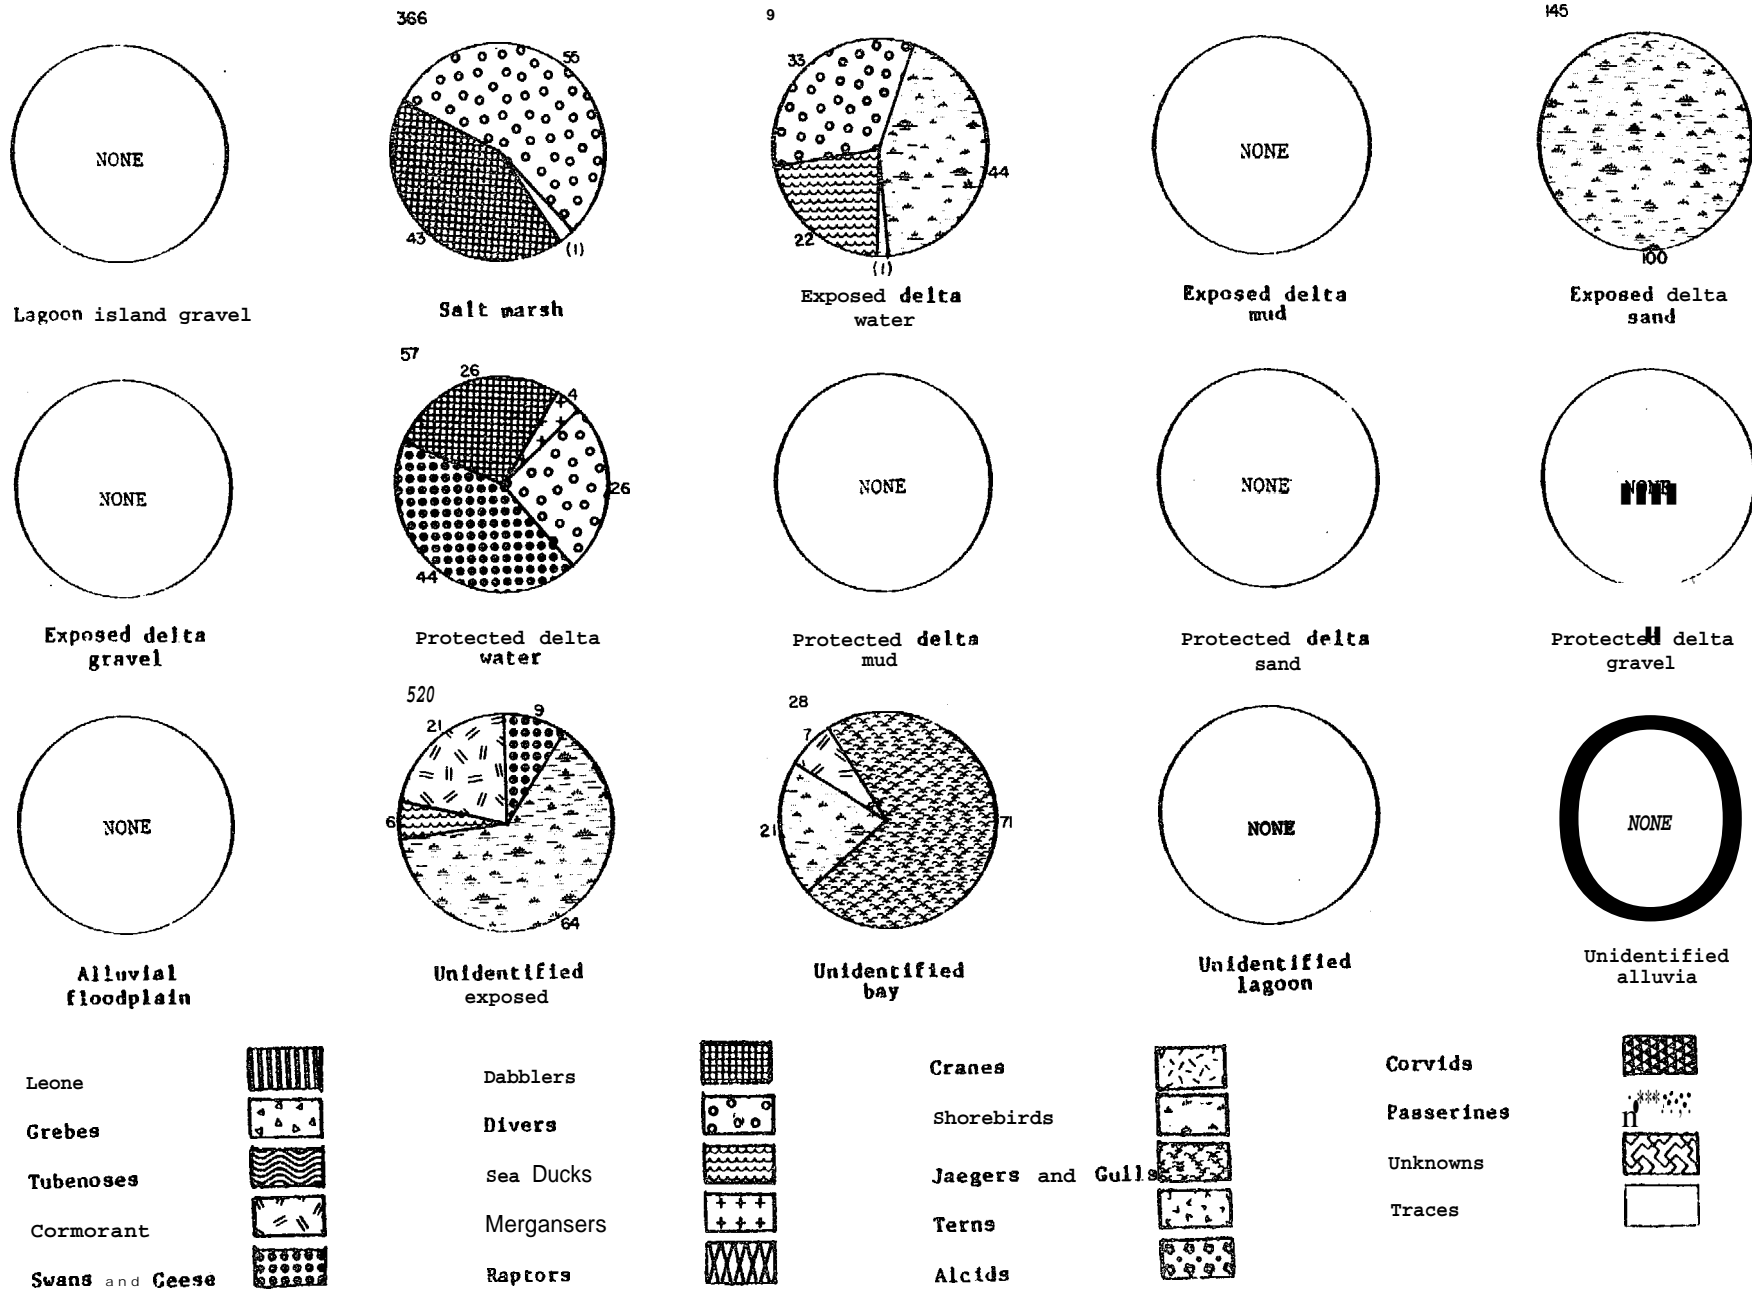 366
9
145
55
33
NONE
NONE
44
43
22
(1)
(1)
100
Lagoon island gravel
Salt marsh
Exposed delta
water
Exposed delta
mud
Exposed delta
sand
57
26
4
NONE
26
NONE
NONE
NONE
44
Exposed delta
gravel
Protected delta
water
Protected delta
mud
Protected delta
sand
Protected delta
gravel
520
28
21
9
7
NONE
6
64
21
71
NONE
NONE
Alluvial
floodplain
Unidentified
exposed
Unidentified
bay
Unidentified
lagoon
Unidentified
alluvia
Leone
Grebes
Tubenoses
Cormorant
Swans and Geese
Dabblers
Divers
Sea Ducks
Mergansers
Raptors
Cranes
Shorebirds
Jaegers and Gulls
Terns
Alcids
Corvids
Passerines
Unknowns
Traces